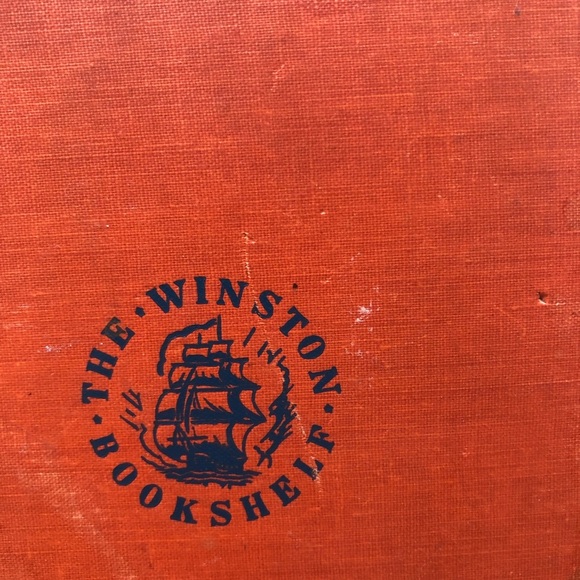 · THE · WINSTON · BOOKSHELF